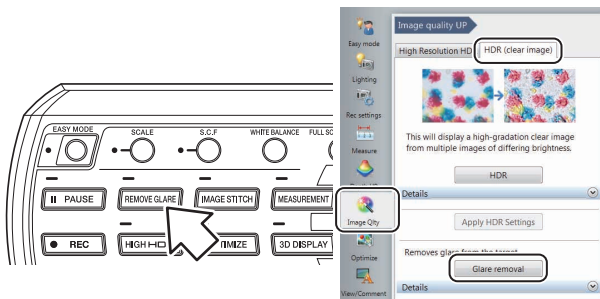 EASY MODE
SCALE
S.C.F
WHITE BALANCE
FULL
II PAUSE
REMOVE GLARE
IMAGE STITCH
MEASUREMENT
REC
HIGH
3D DISPLAY
Easy mode
Lighting
Rec settings
Measure
Image Qlty
Optimize
View/Comment
Image quality UP
High Resolution HD
HDR (clear image)
This will display a high-gradation clear image
from multiple images of differing brightness.
HDR
Details
Apply HDR Settings
Removes glare from the target
Glare removal
Details